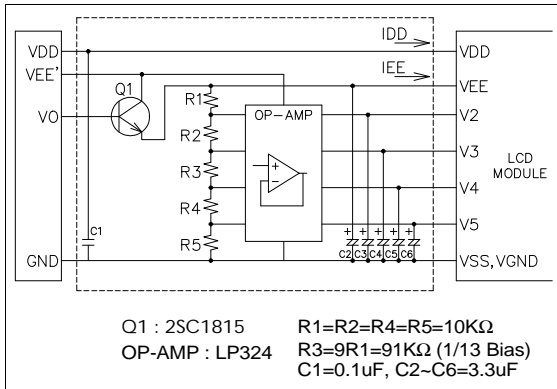 IDD
VDD
VDD
IEE
VEE'
VEE
Q1
R1
OP-AMP
VO
V2
R2
V3
LCD
MODULE
R3
V4
R4
V5
C1
R5
+ + + + +
C2 C3 C4 C5 C6
GND
VSS,VGND
Q1 : 2SC1815
R1=R2=R4=R5=10KΩ
OP-AMP : LP324
R3=9R1=91KΩ (1/13 Bias)
C1=0.1uF, C2~C6=3.3uF